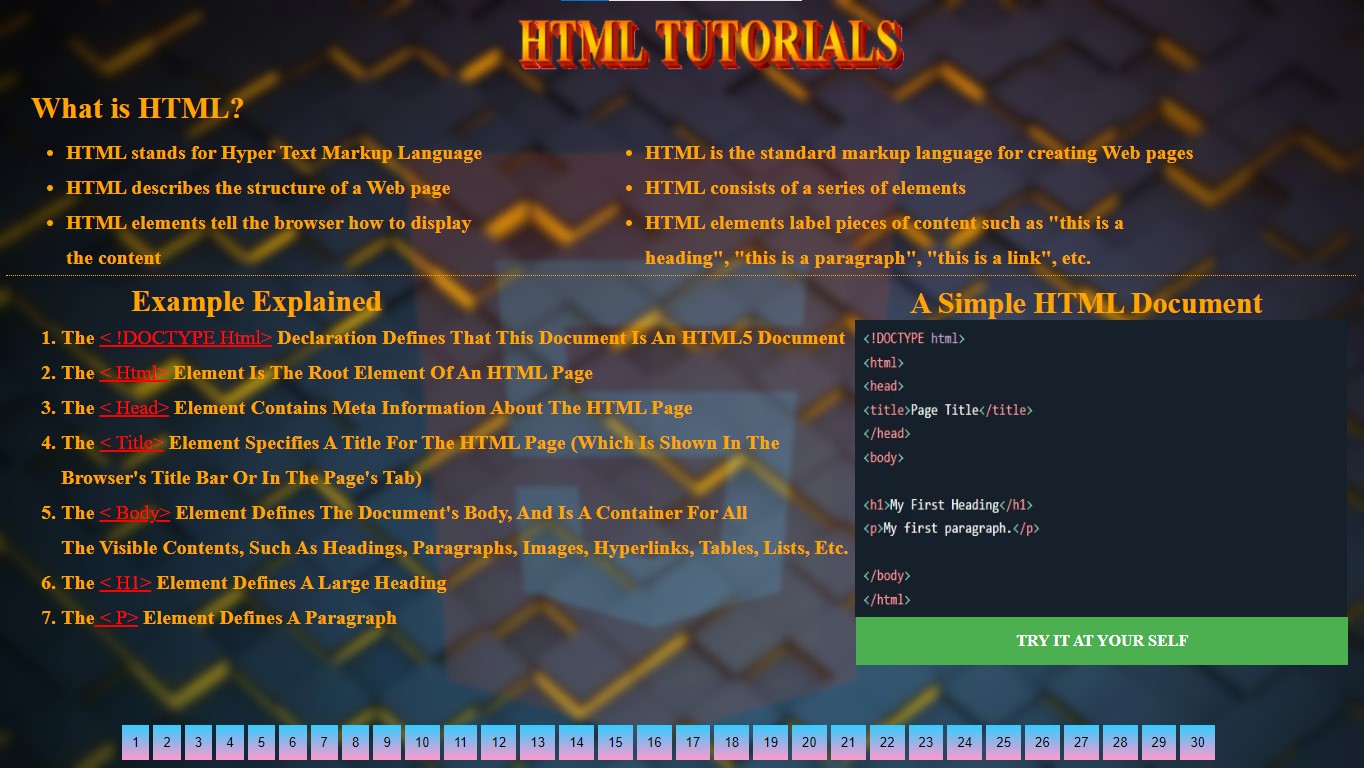 HTML TUTORIALS
What is HTML?
• HTML stands for Hyper Text Markup Language
• HTML describes the structure of a Web page
• HTML elements tell the browser how to display
the content
• HTML is the standard markup language for creating Web pages
• HTML consists of a series of elements
• HTML elements label pieces of content such as "this is a
heading", "this is a paragraph", "this is a link", etc.
Example Explained
1. The < !DOCTYPE Html> Declaration Defines That This Document Is An HTML5 Document
2. The < Html> Element Is The Root Element Of An HTML Page
3. The < Head> Element Contains Meta Information About The HTML Page
4. The < Title> Element Specifies A Title For The HTML Page (Which Is Shown In The
Browser's Title Bar Or In The Page's Tab)
5. The < Body> Element Defines The Document's Body, And Is A Container For All
The Visible Contents, Such As Headings, Paragraphs, Images, Hyperlinks, Tables, Lists, Etc.
6. The < H1> Element Defines A Large Heading
7. The < P> Element Defines A Paragraph
A Simple HTML Document
<!DOCTYPE html>
<html>
<head>
<title>Page Title</title>
</head>
<body>
<h1>My First Heading</h1>
<p>My first paragraph.</p>
</body>
</html>
TRY IT AT YOUR SELF
1 2 3 4 5 6 7 8 9 10 11 12 13 14 15 16 17 18 19 20 21 22 23 24 25 26 27 28 29 30